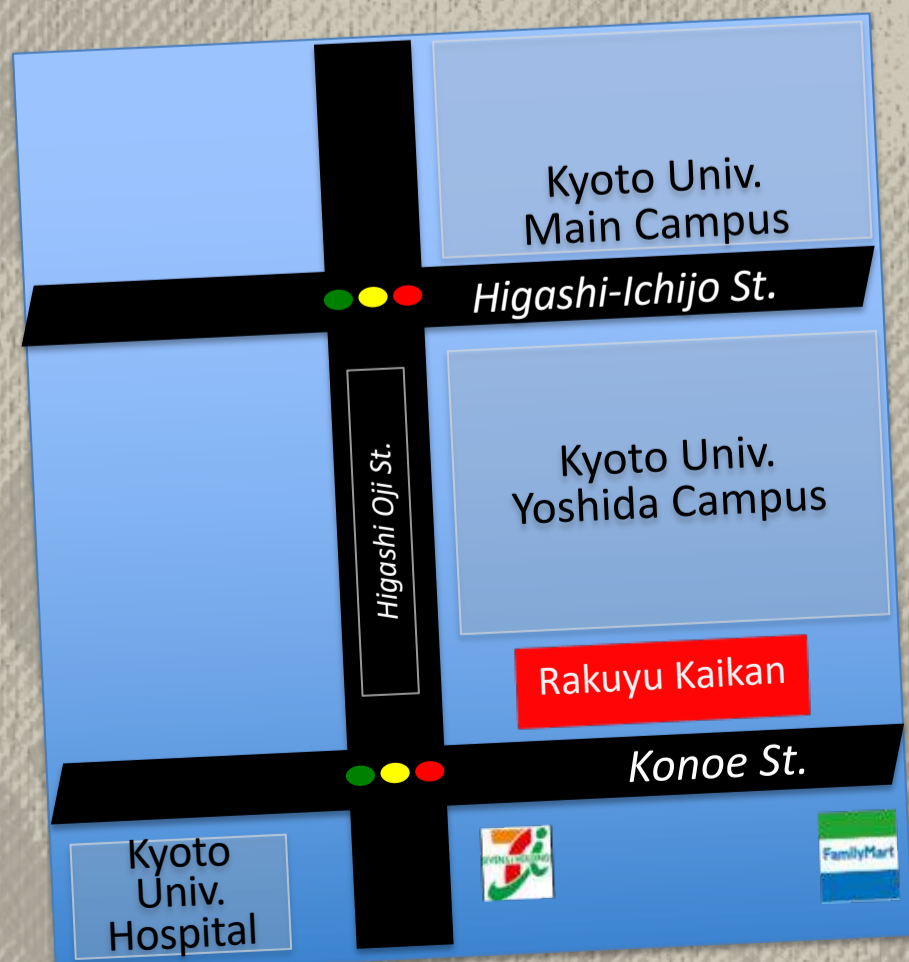 Kyoto Univ.
Main Campus
Higashi-Ichijo St.
Kyoto Univ.
Yoshida Campus
Higashi Oji St.
Rakuyu Kaikan
Konoe St.
Kyoto
Univ.
Hospital
FamilyMart